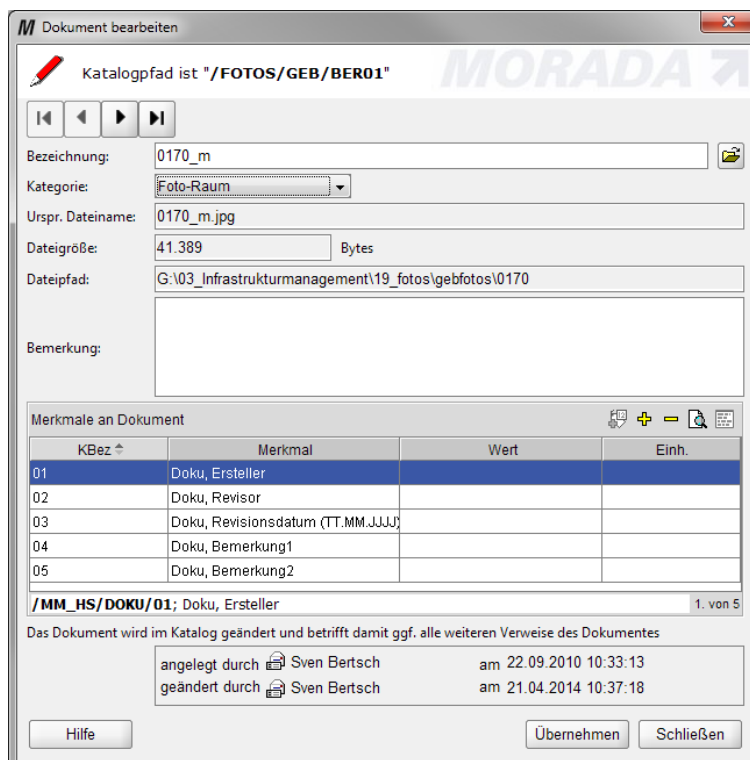 M Dokument bearbeiten
Katalogpfad ist "/FOTOS/GEB/BER01"
MORADA
Bezeichnung: 0170_m
Kategorie: Foto-Raum
Urspr. Dateiname: 0170_m.jpg
Dateigröße: 41.389 Bytes
Dateipfad: G:\03_Infrastrukturmanagement\19_fotos\gebfotos\0170
Bemerkung:
Merkmale an Dokument
KBez Merkmal Wert Einh.
01 Doku, Ersteller
02 Doku, Revisor
03 Doku, Revisionsdatum (TT.MM.JJJJ)
04 Doku, Bemerkung1
05 Doku, Bemerkung2
/MM_HS/DOKU/01; Doku, Ersteller 1. von 5
Das Dokument wird im Katalog geändert und betrifft damit ggf. alle weiteren Verweise des Dokumentes
angelegt durch Sven Bertsch am 22.09.2010 10:33:13
geändert durch Sven Bertsch am 21.04.2014 10:37:18
Hilfe Übernehmen Schließen